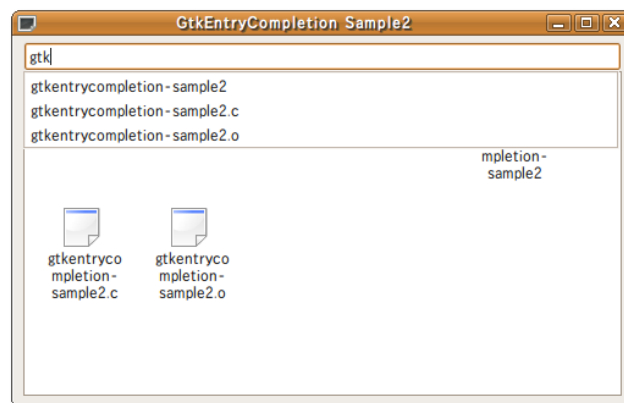 GtkEntryCompletion Sample2
gtk
gtkentrycompletion-sample2
gtkentrycompletion-sample2.c
gtkentrycompletion-sample2.o
mpletion-
sample2
gtkentryco
mpletion-
sample2.c
gtkentryco
mpletion-
sample2.o